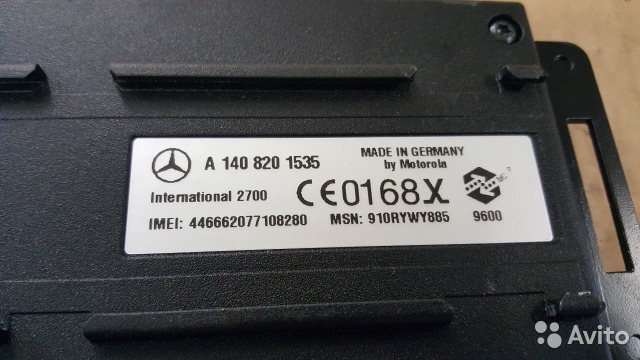 A 140 820 1535
MADE IN GERMANY
by Motorola
International 2700
CE0168X
IMEI: 446662077108280
MSN: 910RYWY885
9600
Avito